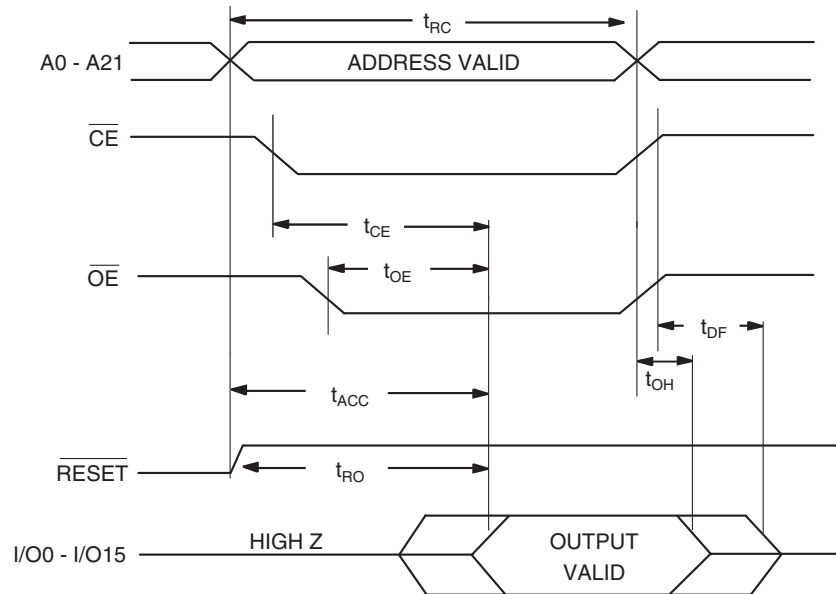 tRC
A0 - A21
ADDRESS VALID
CE
tCE
OE
tOE
tDF
tOH
tACC
RESET
tRO
I/O0 - I/O15
HIGH Z
OUTPUT
VALID